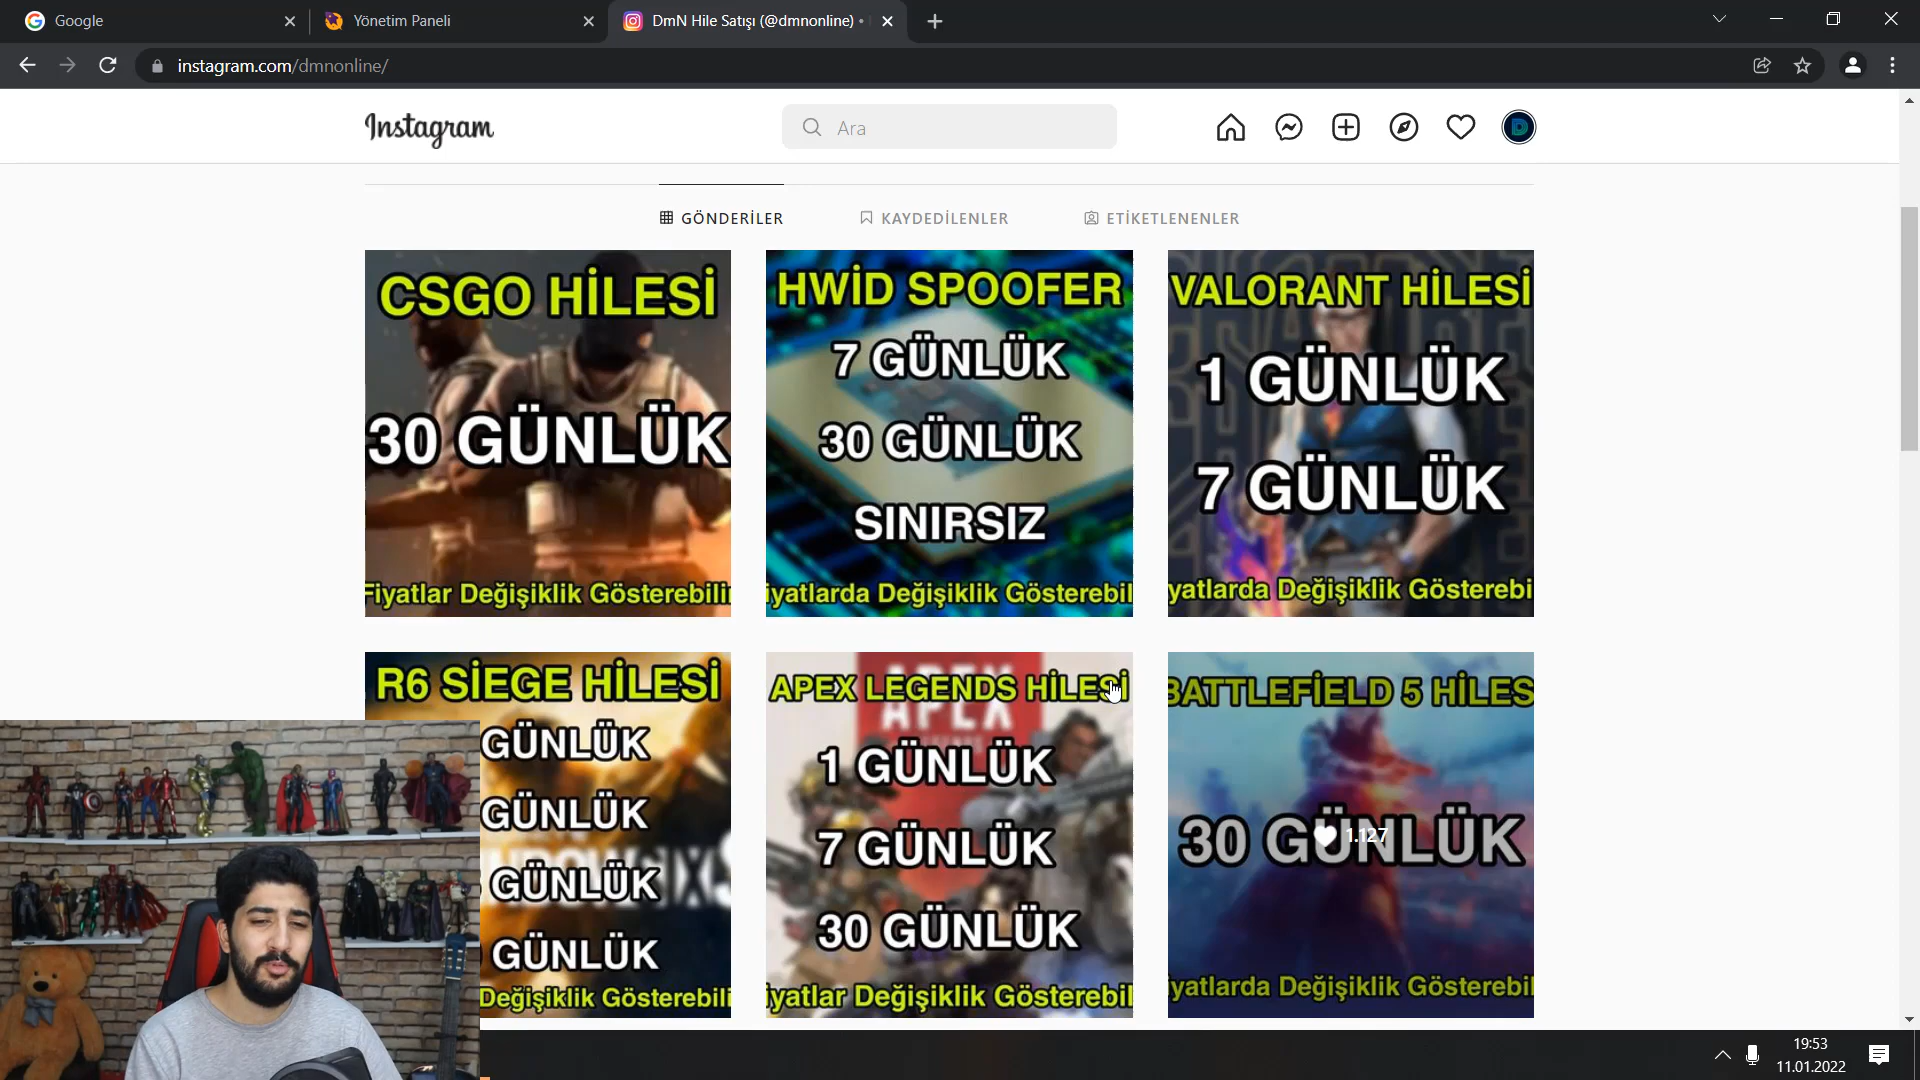 Google
Yönetim Paneli
DmN Hile Satışı (@dmnonline) •
instagram.com/dmnonline/
Instagram
Ara
GÖNDERİLER
KAYDEDİLENLER
ETİKETLENENLER
CSGO HİLESİ
30 GÜNLÜK
Fiyatlar Değişiklik Gösterebili
HWİD SPOOFER
7 GÜNLÜK
30 GÜNLÜK
SINIRSIZ
iyatlarda Değişiklik Gösterebil
VALORANT HİLESİ
1 GÜNLÜK
7 GÜNLÜK
yatlarda Değişiklik Gösterebi
R6 SİEGE HİLESİ
GÜNLÜK
GÜNLÜK
GÜNLÜK
GÜNLÜK
Değişiklik Gösterebili
APEX LEGENDS HİLESİ
APEX
1 GÜNLÜK
7 GÜNLÜK
30 GÜNLÜK
iyatlar Değişiklik Gösterebil
BATTLEFİELD 5 HİLES
30 GÜNLÜK
1.127
iyatlarda Değişiklik Gösterebil
19:53
11.01.2022